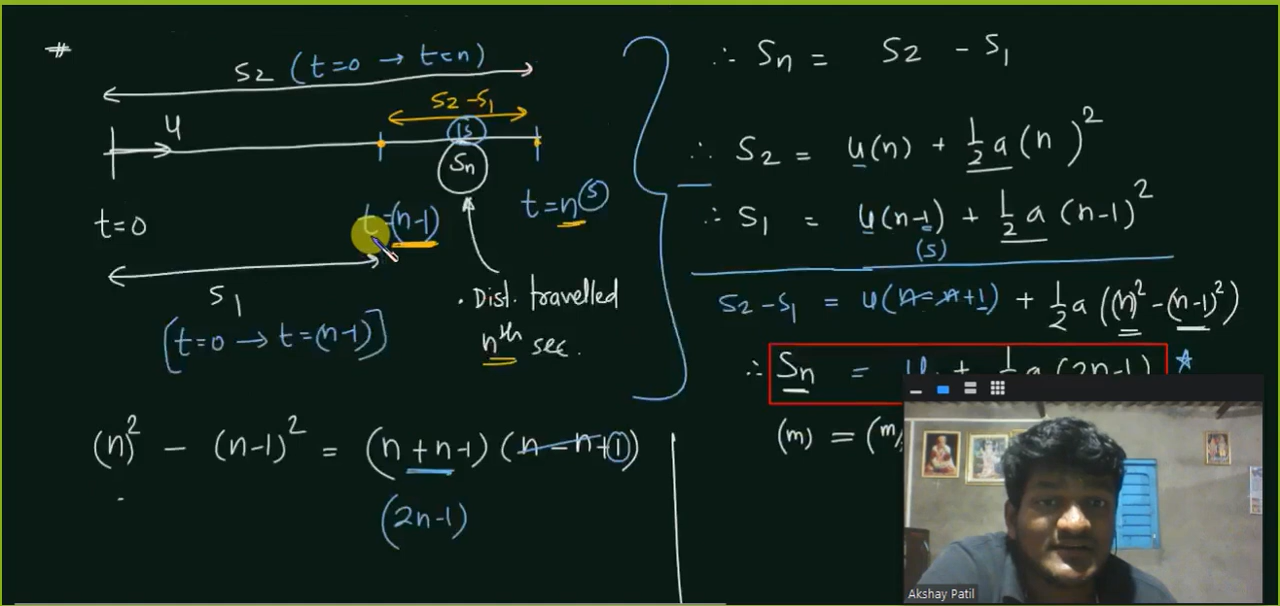 #
S2 (t=0 → t=n)
S2 - S1
u
1s
Sn
t=0
t=(n-1)
t=n(s)
S1
(t=0 → t=(n-1))
. Dist. travelled
nth sec.
(n)² - (n-1)² = (n+n-1) (n-n+1)
(2n-1)
∴ Sn = S2 - S1
∴ S2 = u(n) + 1/2 a (n)²
∴ S1 = u(n-1) + 1/2 a (n-1)²
(s)
S2-S1 = u(n-n+1) + 1/2 a ((n)² - (n-1)²)
∴ Sn = u + 1/2 a (2n-1)
(m) = (m/
Akshay Patil